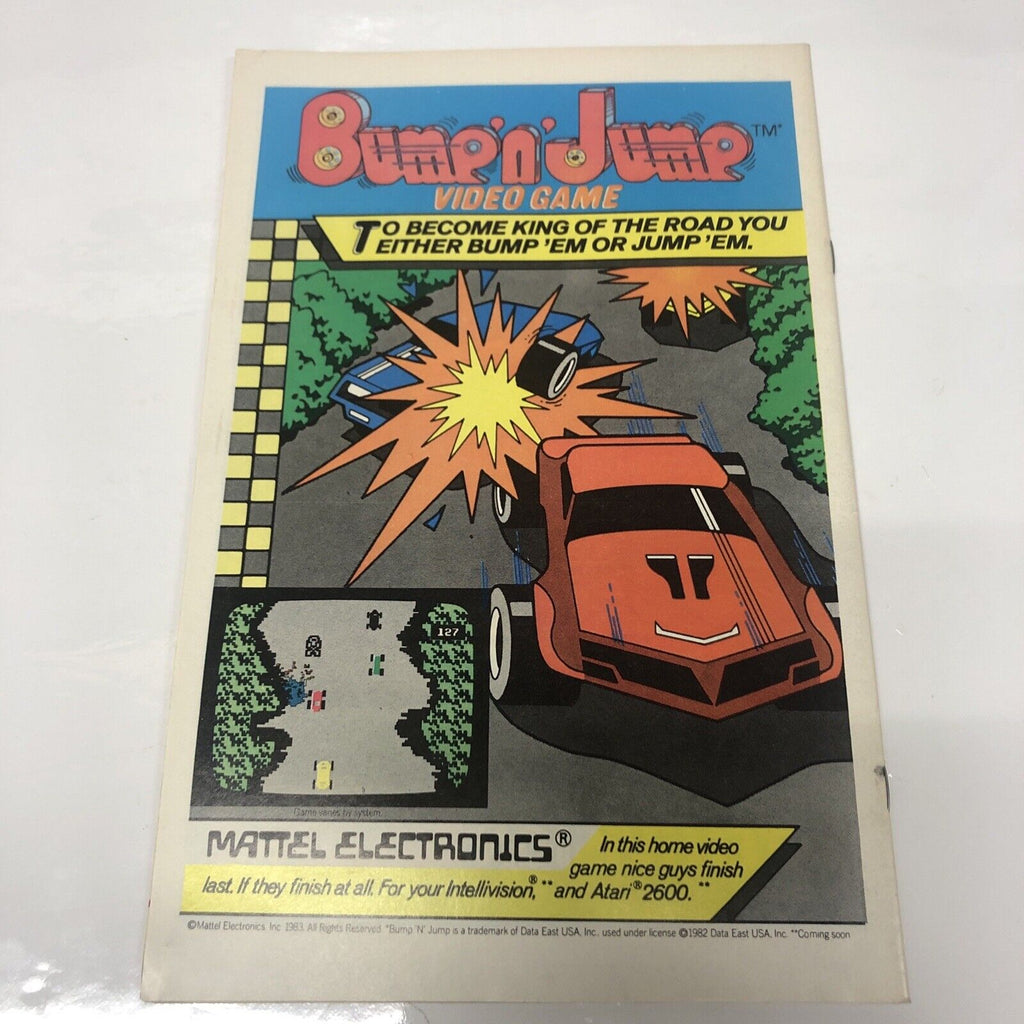 Bump 'n' Jump™*
VIDEO GAME
TO BECOME KING OF THE ROAD YOU
EITHER BUMP 'EM OR JUMP 'EM.
127
Game varies by system.
MATTEL ELECTRONICS®
In this home video
game nice guys finish
last. If they finish at all. For your Intellivision,®** and Atari® 2600.**
©Mattel Electronics, Inc. 1983. All Rights Reserved. *Bump 'N' Jump is a trademark of Data East USA, Inc., used under license ©1982 Data East USA, Inc. **Coming soon